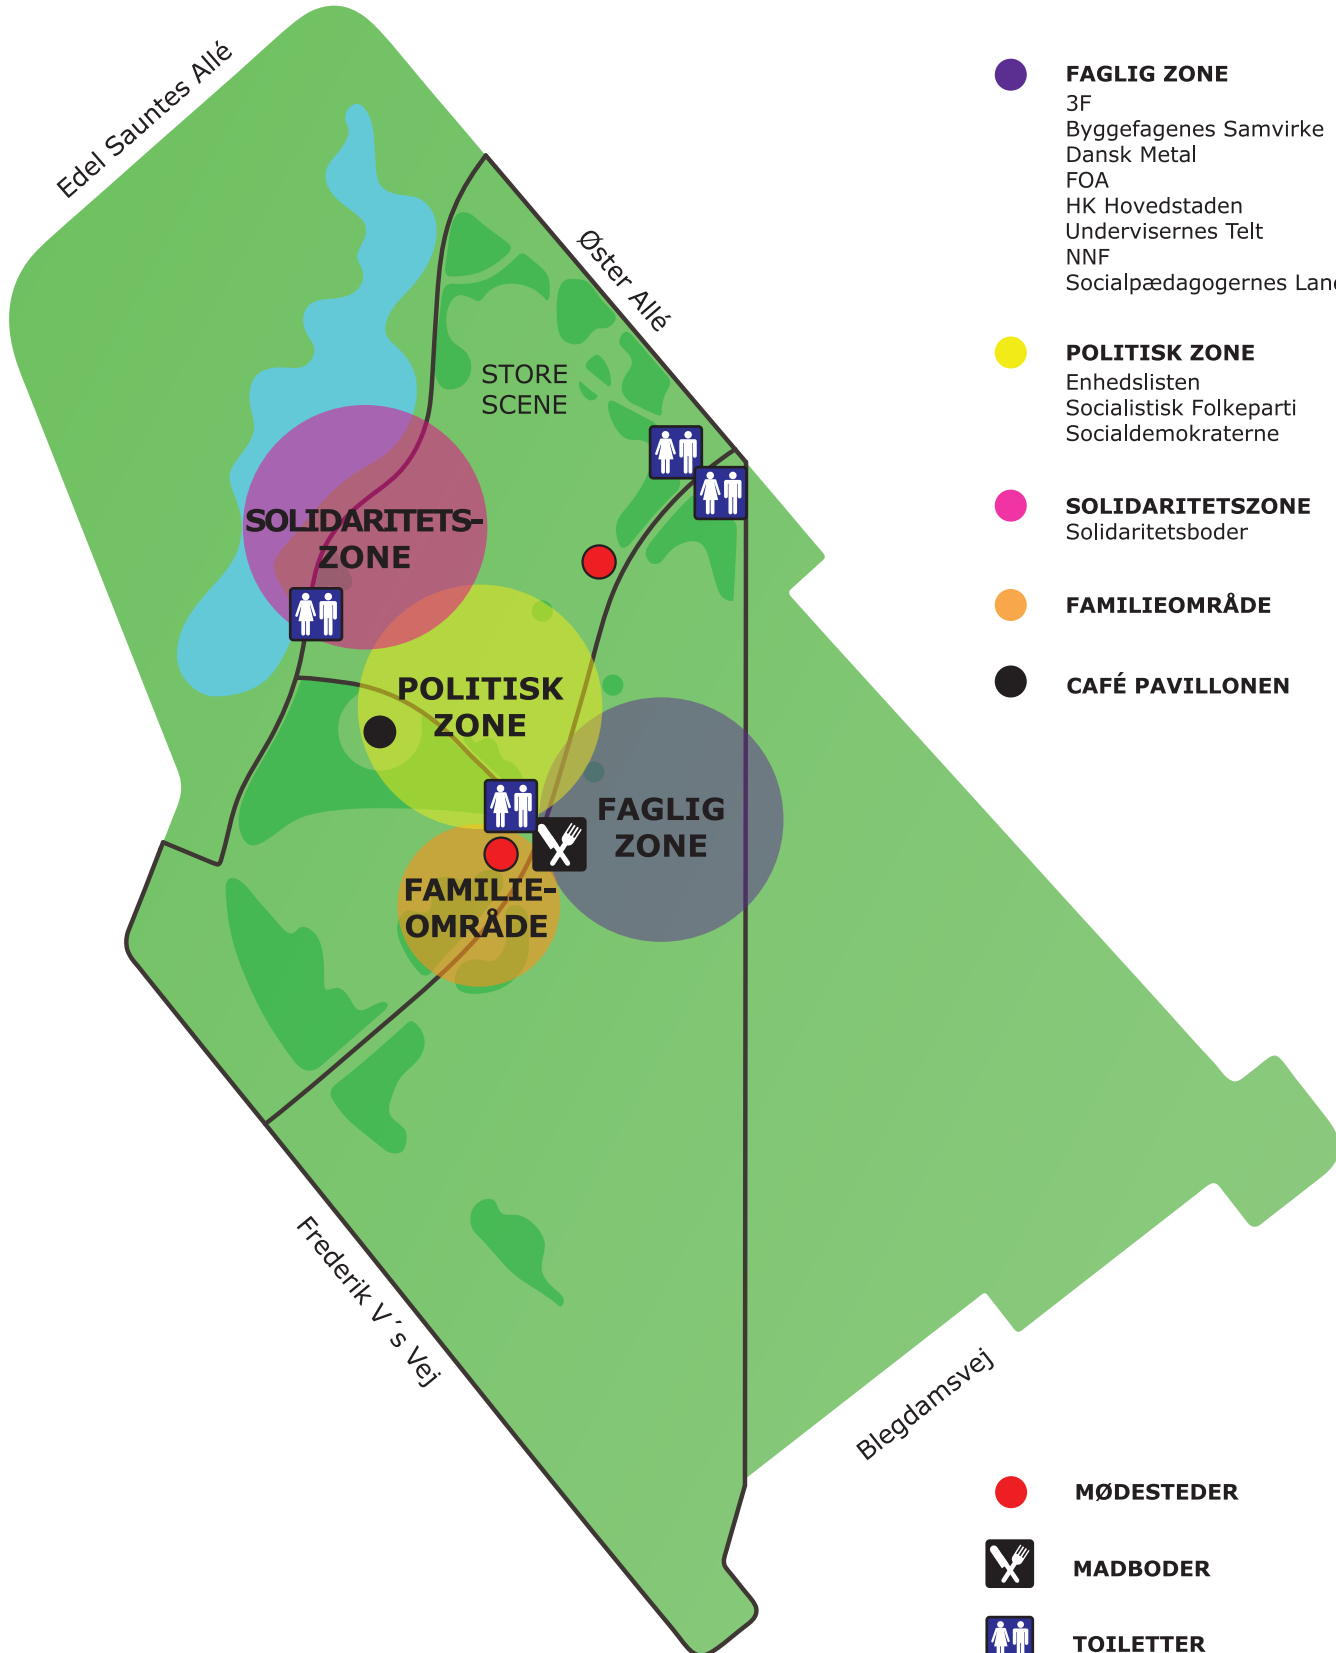 Edel Sauntes Allé
Øster Allé
STORE
SCENE
SOLIDARITETS-
ZONE
POLITISK
ZONE
FAGLIG
ZONE
FAMILIE-
OMRÅDE
Frederik V´s Vej
Blegdamsvej
FAGLIG ZONE
3F
Byggefagenes Samvirke
Dansk Metal
FOA
HK Hovedstaden
Undervisernes Telt
NNF
Socialpædagogernes
POLITISK ZONE
Enhedslisten
Socialistisk Folkeparti
Socialdemokraterne
SOLIDARITETSZONE
Solidaritetsboder
FAMILIEOMRÅDE
CAFÉ PAVILLONEN
MØDESTEDER
MADBODER
TOILETTER